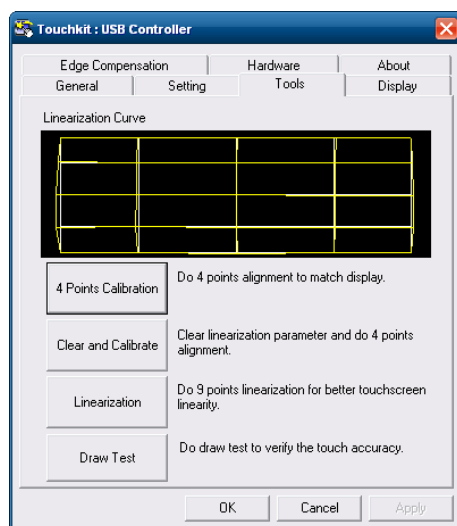 Touchkit : USB Controller
Edge Compensation Hardware About
General Setting Tools Display
Linearization Curve
4 Points Calibration
Do 4 points alignment to match display.
Clear and Calibrate
Clear linearization parameter and do 4 points
alignment.
Linearization
Do 9 points linearization for better touchscreen
linearity.
Draw Test
Do draw test to verify the touch accuracy.
OK Cancel Apply